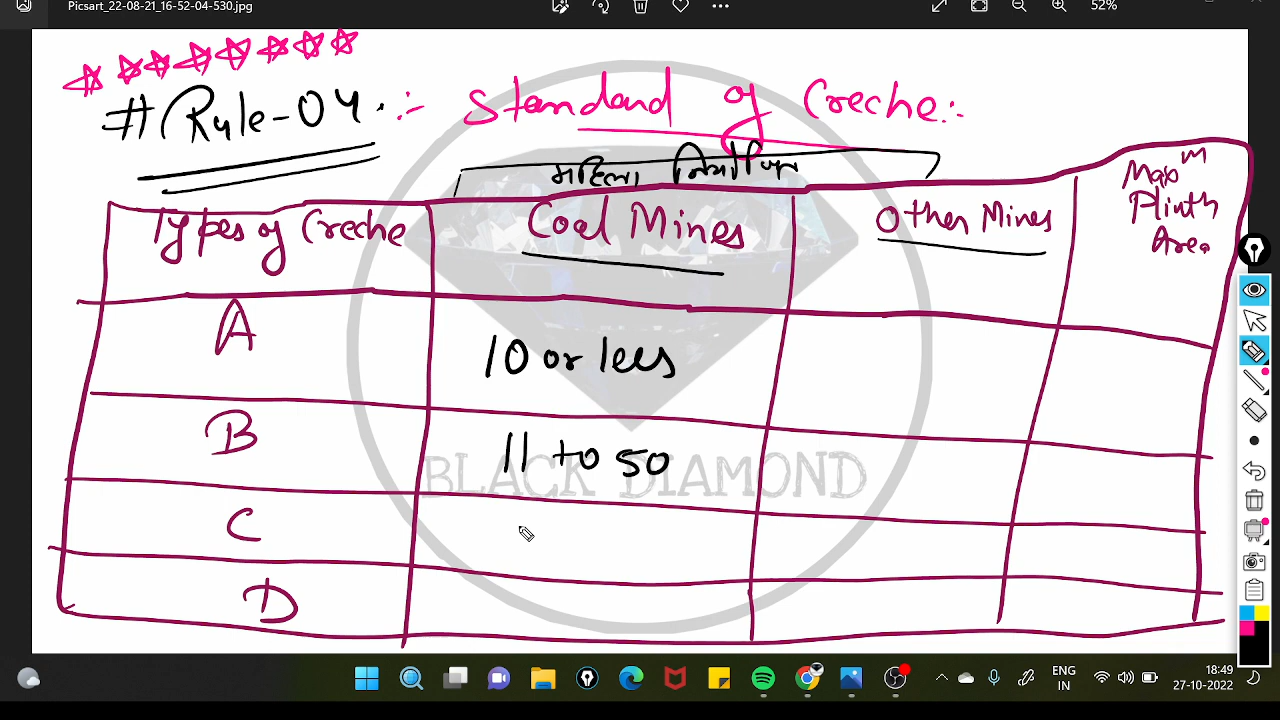 Picsart_22-08-21_16-52-04-530.jpg
52%
#Rule-04 :- Standard of Creche:-
महिला
Types of Creche
Coal Mines
Other Mines
Maxm
Plinth
Area
A
10 or less
B
11 to 50
C
D
BLACK DIAMOND
ENG
IN
18:49
27-10-2022